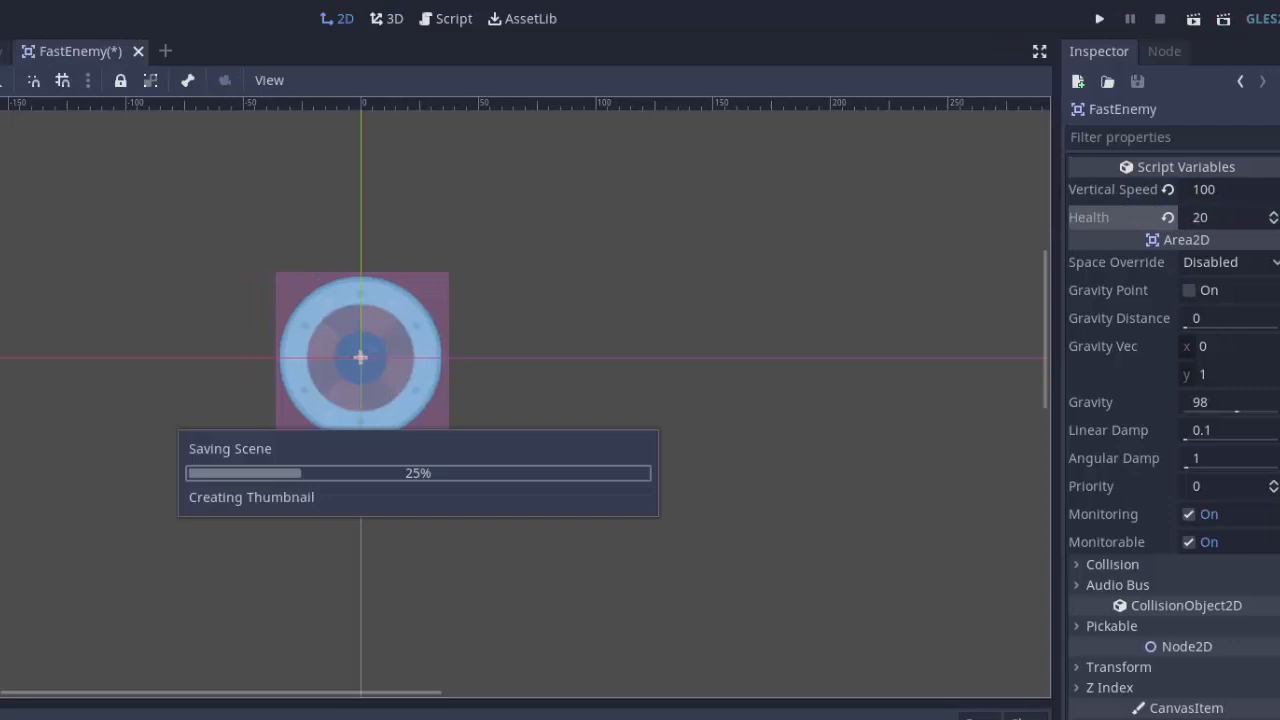 2D 3D Script AssetLib GLES2
FastEnemy(*)
View
-150 -100 -50 0 50 100 150 200 250
Saving Scene
25%
Creating Thumbnail
Inspector Node
FastEnemy
Filter properties
Script Variables
Vertical Speed 100
Health 20
Area2D
Space Override Disabled
Gravity Point On
Gravity Distance 0
Gravity Vec x 0
y 1
Gravity 98
Linear Damp 0.1
Angular Damp 1
Priority 0
Monitoring On
Monitorable On
Collision
Audio Bus
CollisionObject2D
Pickable
Node2D
Transform
Z Index
CanvasItem